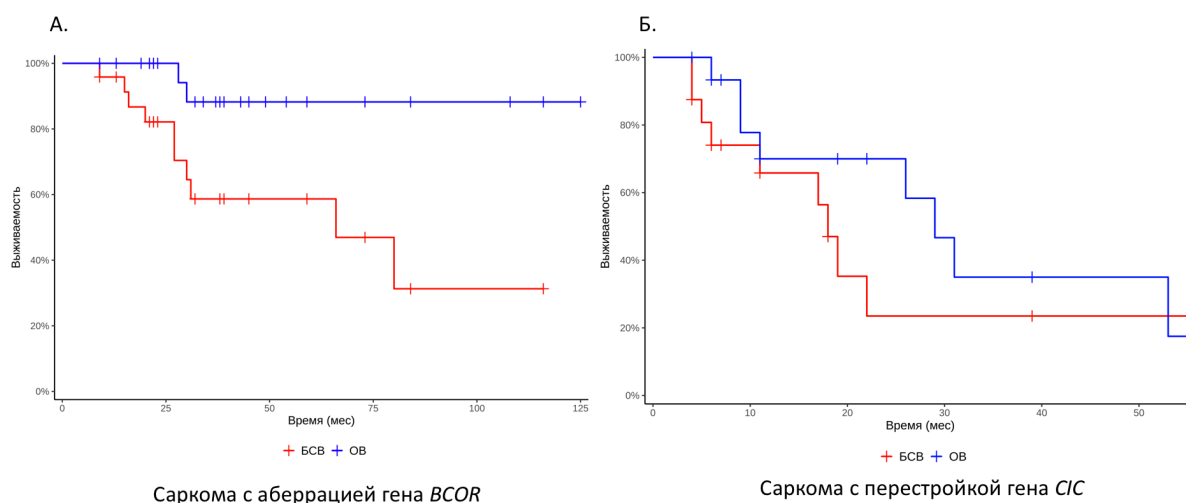 А.
Выживаемость
100%
80%
60%
40%
20%
0%
0 25 50 75 100 125
Время (мес)
БСВ ОВ
Саркома с аберрацией гена BCOR
Б.
Выживаемость
100%
80%
60%
40%
20%
0%
0 10 20 30 40 50
Время (мес)
БСВ ОВ
Саркома с перестройкой гена CIC